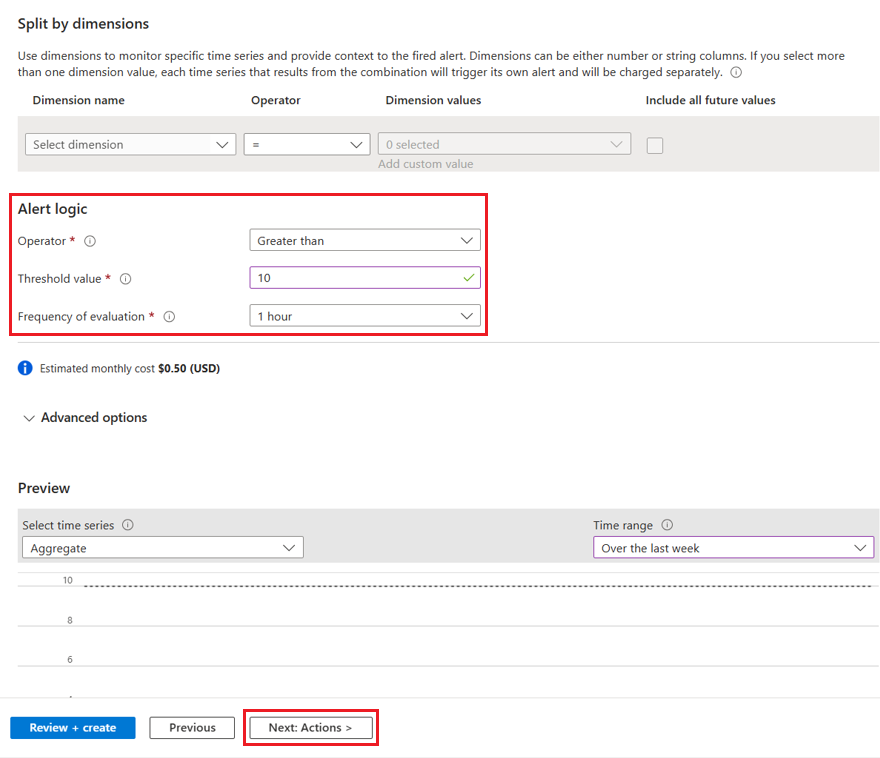 Split by dimensions
Use dimensions to monitor specific time series and provide context to the fired alert. Dimensions can be either number or string columns. If you select more
than one dimension value, each time series that results from the combination will trigger its own alert and will be charged separately.
Dimension name Operator Dimension values Include all future values
Select dimension = 0 selected
Add custom value
Alert logic
Operator * Greater than
Threshold value * 10
Frequency of evaluation * 1 hour
Estimated monthly cost $0.50 (USD)
Advanced options
Preview
Select time series Time range
Aggregate Over the last week
10
8
6
Review + create Previous Next: Actions >